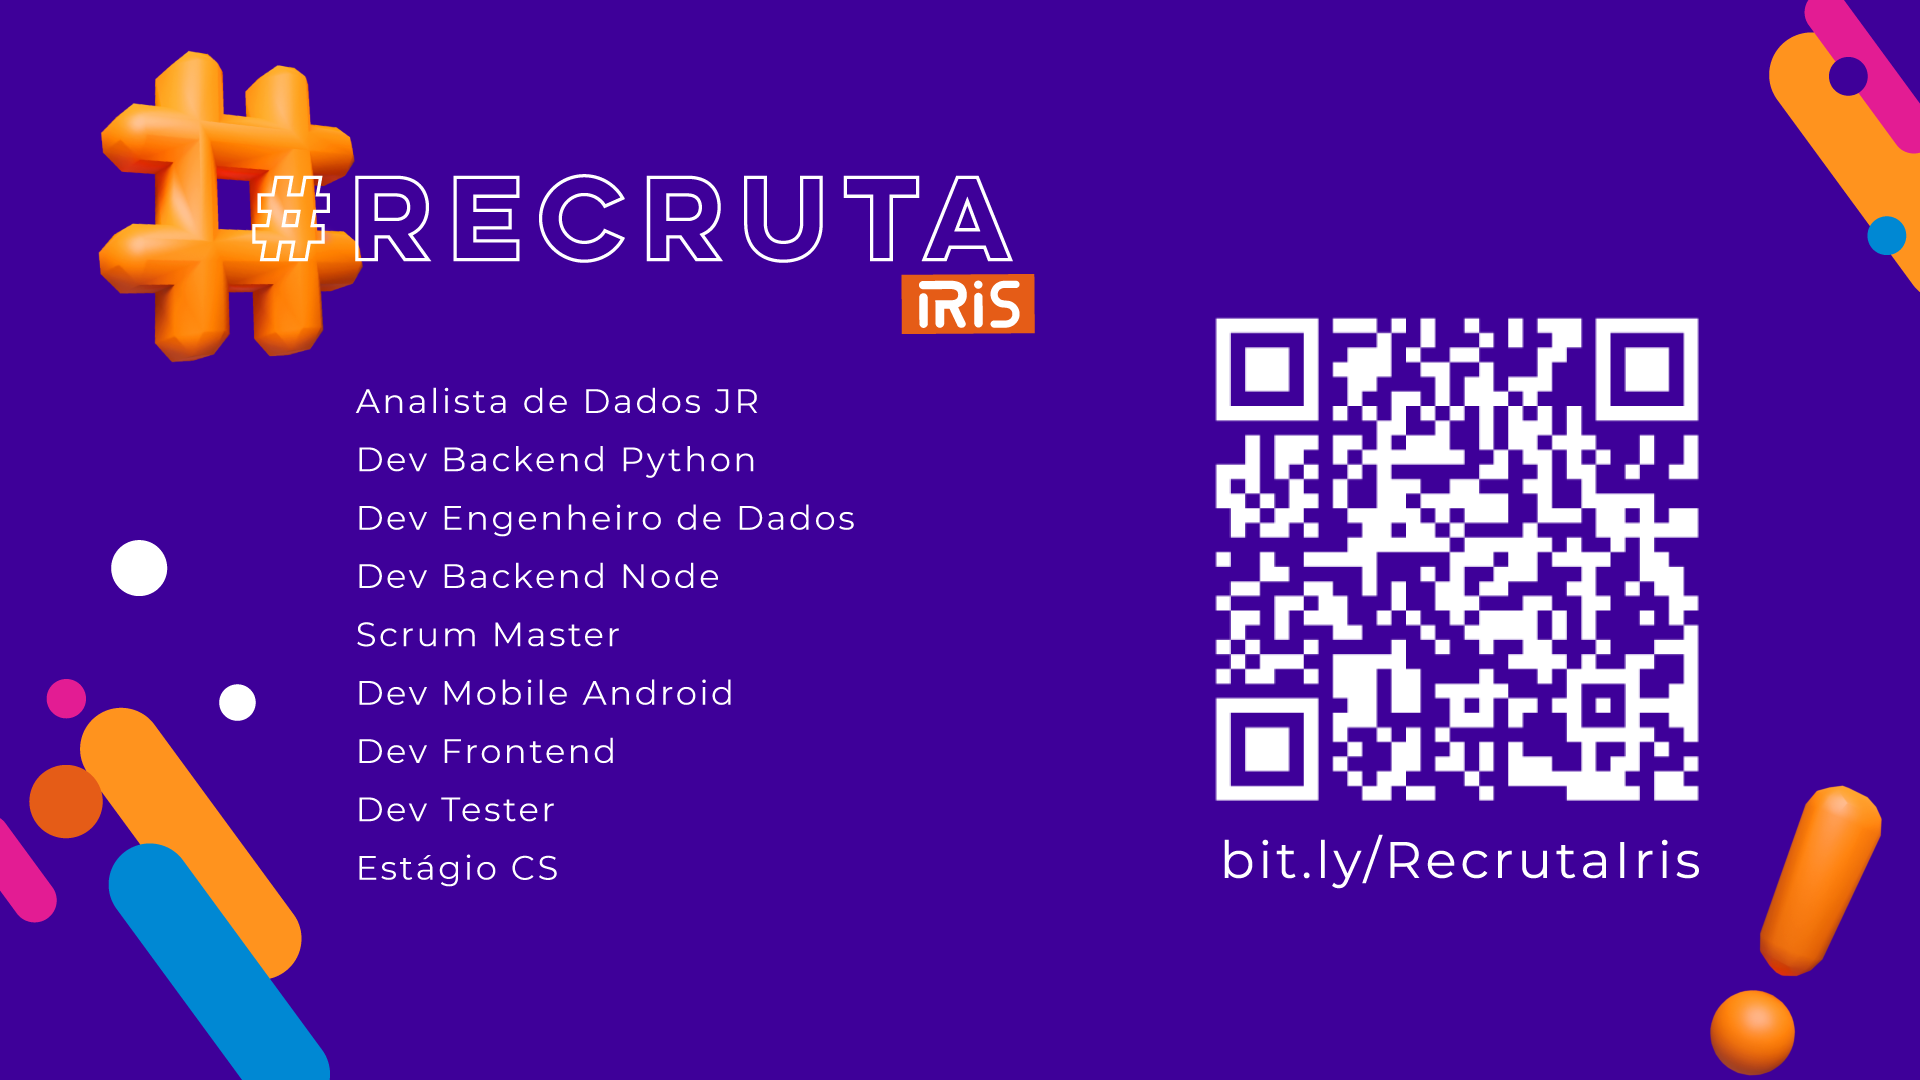 #RECRUTA
IRIS
Analista de Dados JR
Dev Backend Python
Dev Engenheiro de Dados
Dev Backend Node
Scrum Master
Dev Mobile Android
Dev Frontend
Dev Tester
Estágio CS
bit.ly/RecrutaIris